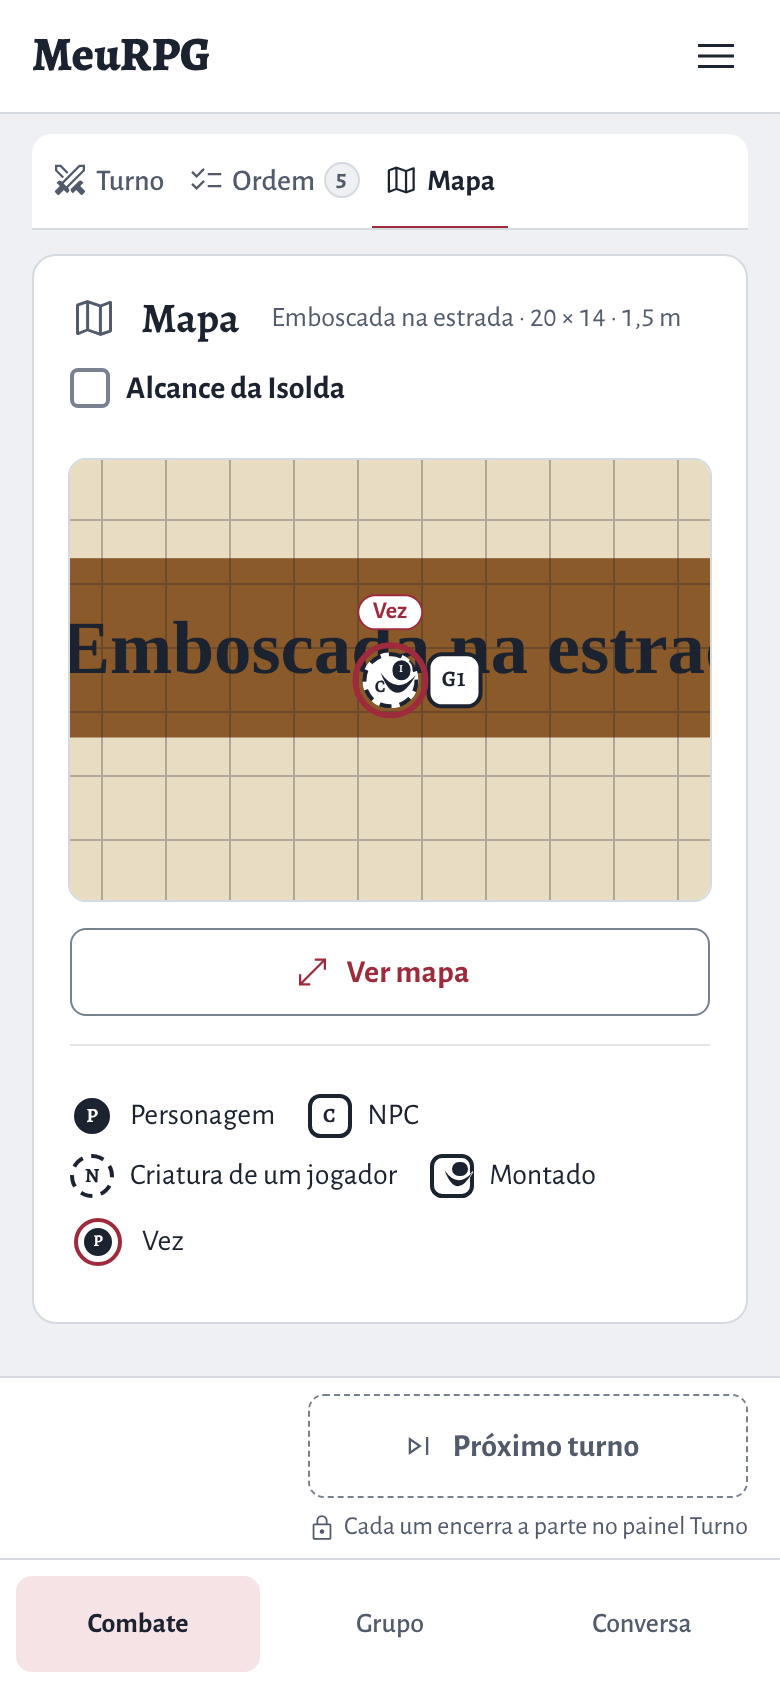 MeuRPG
Turno
Ordem 5
Mapa
Mapa
Emboscada na estrada · 20 × 14 · 1,5 m
Alcance da Isolda
Vez
Emboscada na estra
C I
G1
Ver mapa
P Personagem
C NPC
N Criatura de um jogador
Montado
P Vez
Próximo turno
Cada um encerra a parte no painel Turno
Combate
Grupo
Conversa